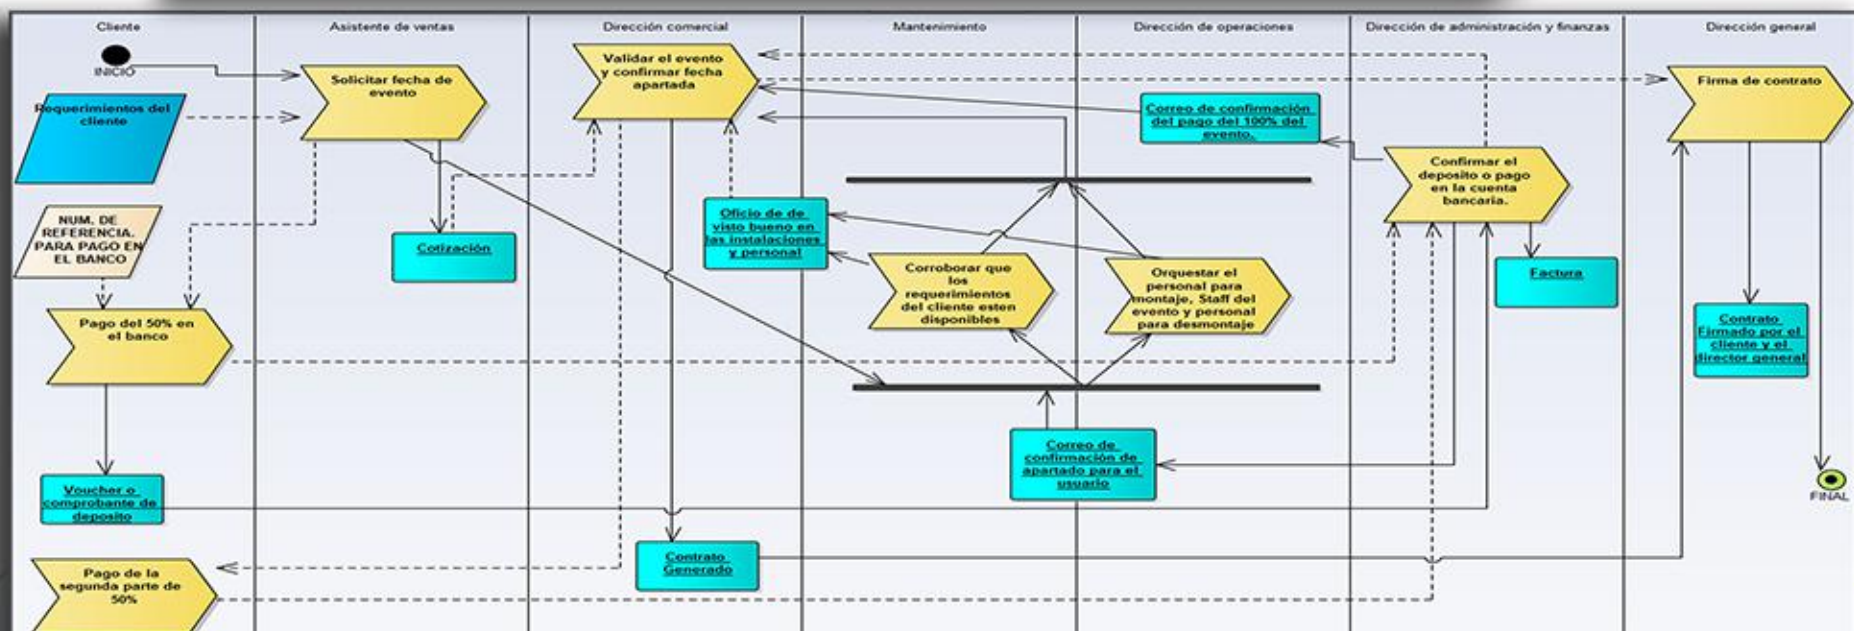 Cliente
Asistente de ventas
Dirección comercial
Mantenimiento
Dirección de operaciones
Dirección de administración y finanzas
Dirección general
INICIO
Requerimientos del
cliente
NUM. DE
REFERENCIA.
PARA PAGO EN
EL BANCO
Pago del 50% en
el banco
Voucher o
comprobante de
deposito
Pago de la
segunda parte de
50%
Solicitar fecha de
evento
Cotización
Validar el evento
y confirmar fecha
apartada
Oficio de de
visto bueno en
las instalaciones
y personal
Contrato
Generado
Corroborar que
los
requerimientos
del cliente esten
disponibles
Correo de
confirmación de
apartado para el
usuario
Correo de confirmación
del pago del 100% del
evento.
Orquestar el
personal para
montaje, Staff del
evento y personal
para desmontaje
Confirmar el
deposito o pago
en la cuenta
bancaria.
Factura
Firma de contrato
Contrato
Firmado por el
cliente y el
director general
FINAL